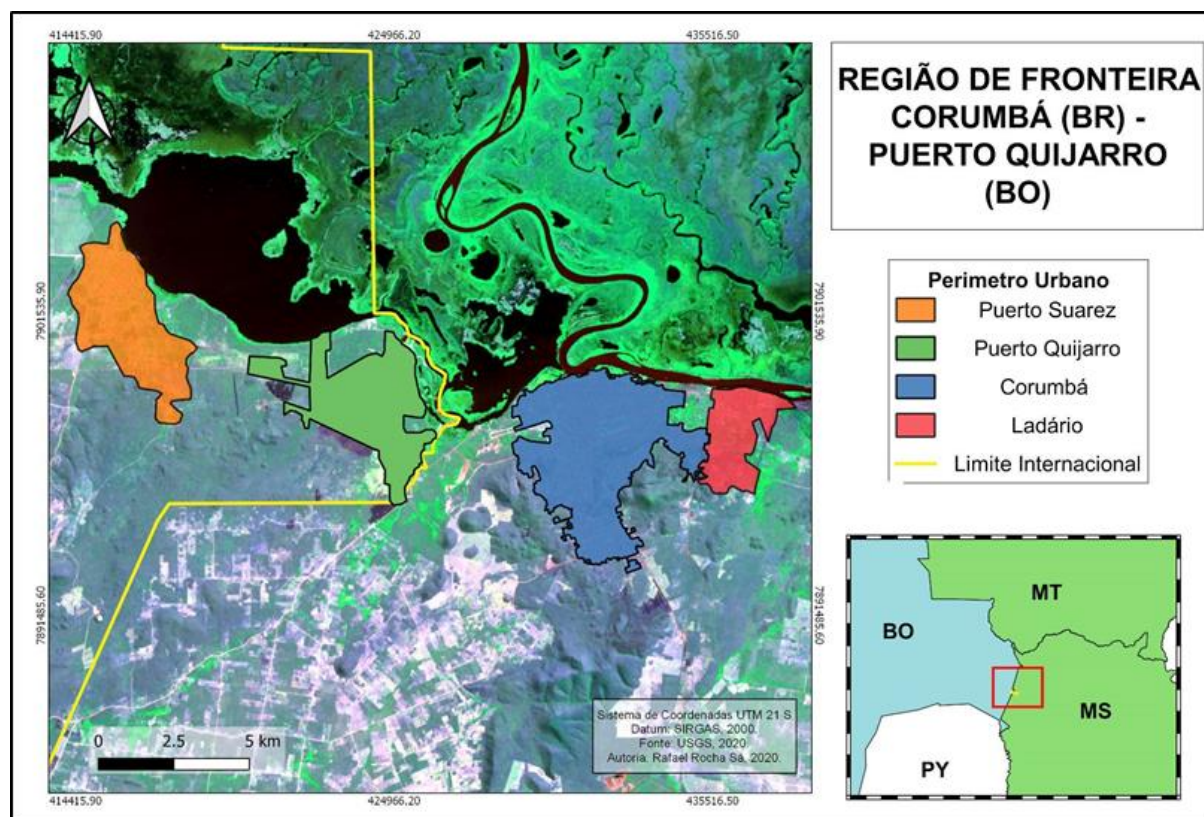 414415.90
424966.20
435516.50
7901535.90
7901535.90
7891485.60
7891485.60
0
2.5
5 km
Sistema de Coordenadas UTM 21 S
Datum: SIRGAS, 2000.
Fonte: USGS, 2020
Autoria: Rafael Rocha Sá, 2020.
414415.90
424966.20
435516.50
REGIÃO DE FRONTEIRA
CORUMBÁ (BR) -
PUERTO QUIJARRO
(BO)
Perimetro Urbano
Puerto Suarez
Puerto Quijarro
Corumbá
Ladário
Limite Internacional
MT
BO
MS
PY